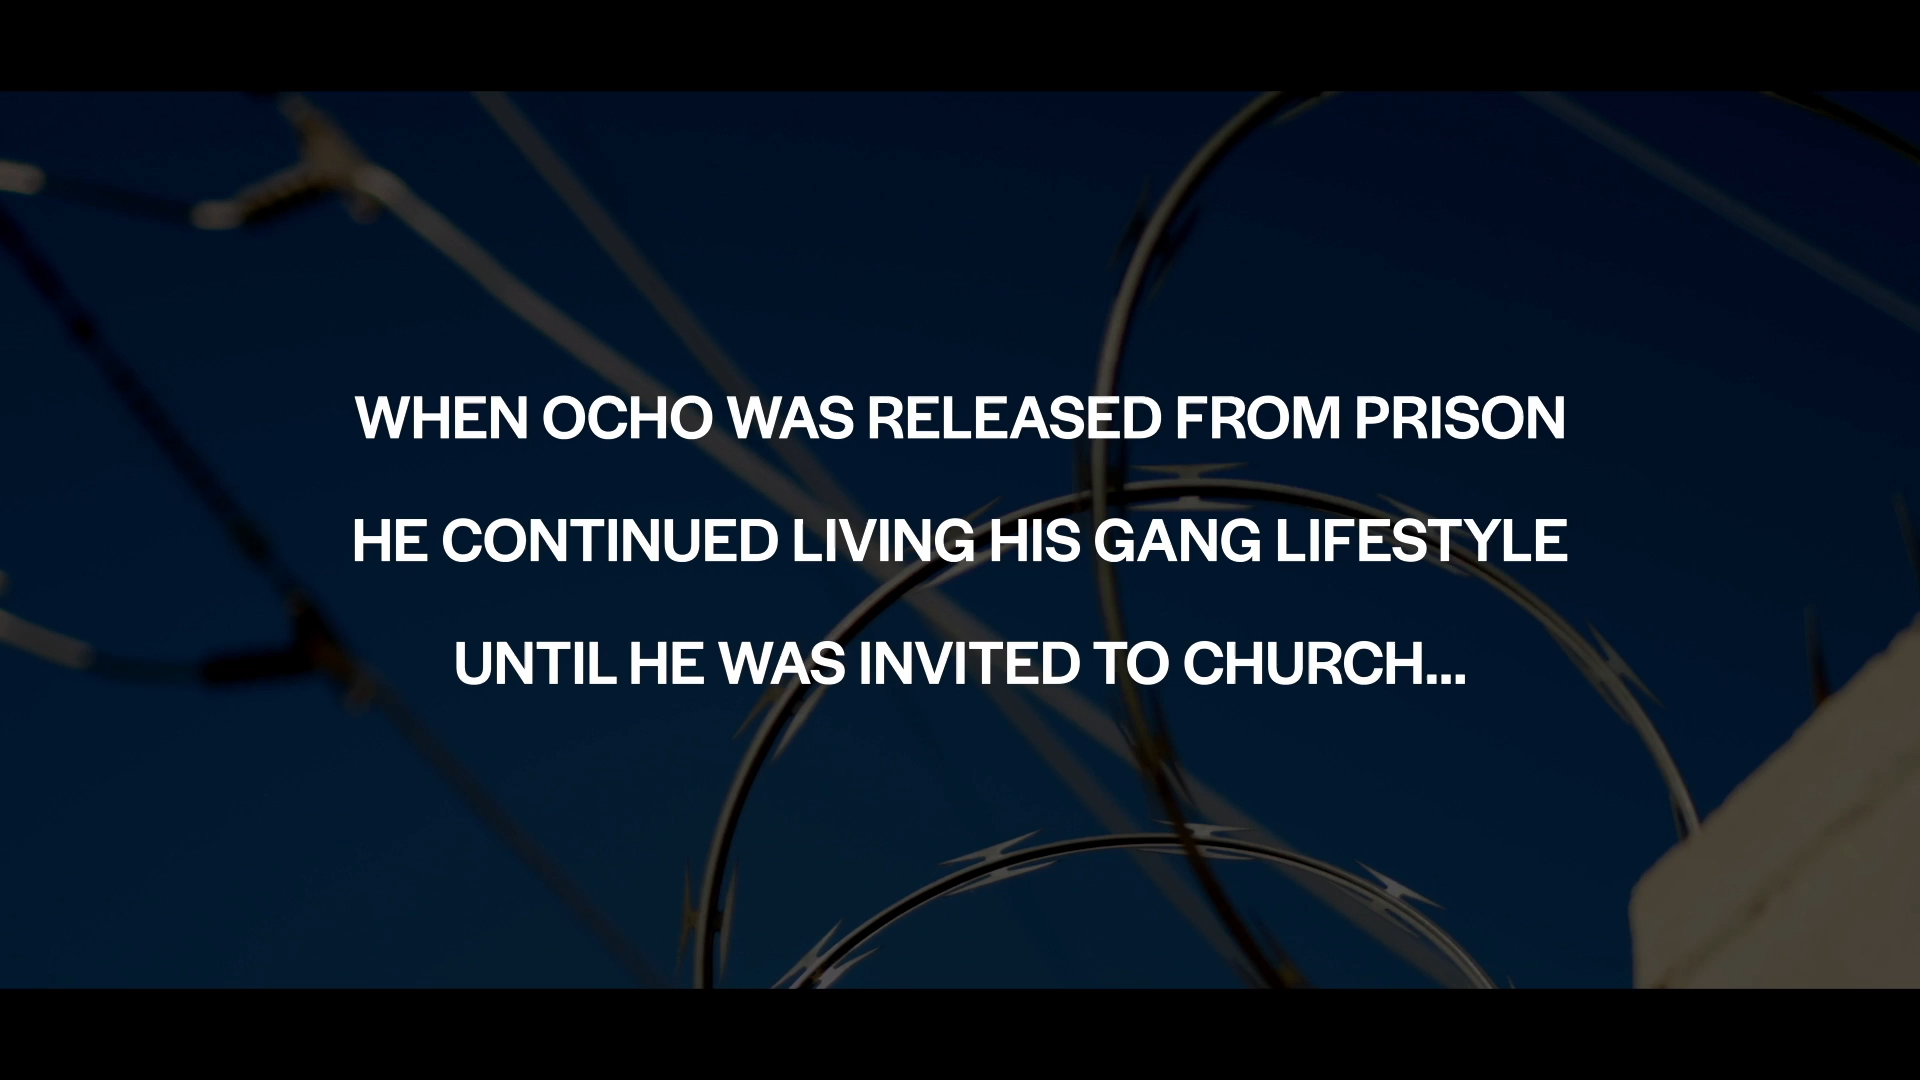 WHEN OCHO WAS RELEASED FROM PRISON
HE CONTINUED LIVING HIS GANG LIFESTYLE
UNTIL HE WAS INVITED TO CHURCH...